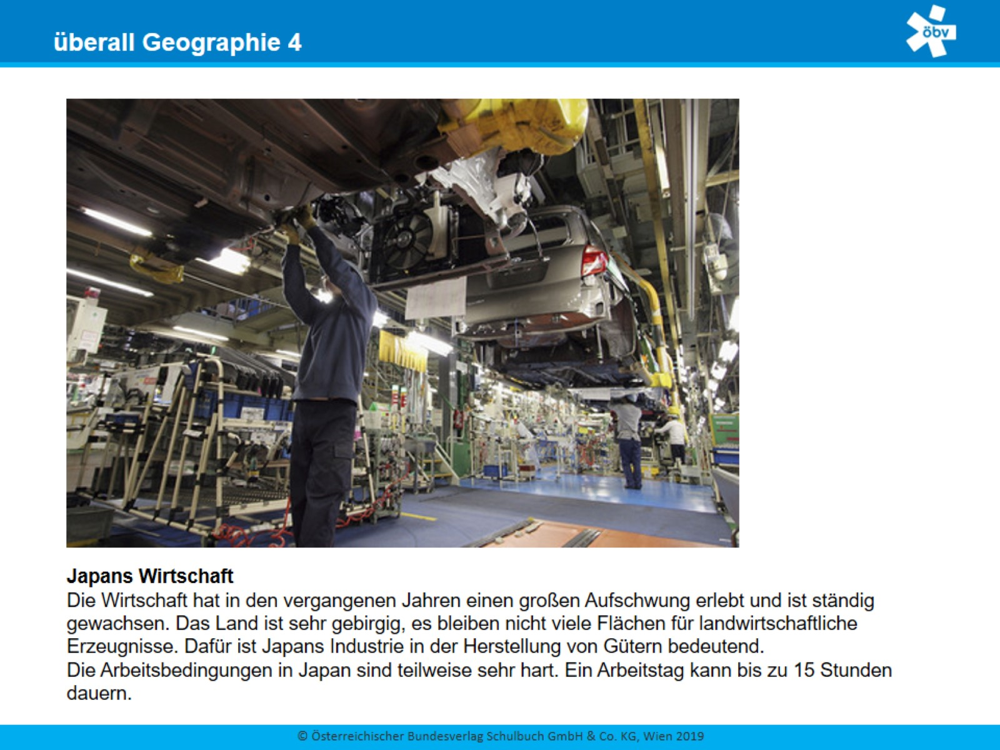 überall Geographie 4
öbv
Japans Wirtschaft
Die Wirtschaft hat in den vergangenen Jahren einen großen Aufschwung erlebt und ist ständig
gewachsen. Das Land ist sehr gebirgig, es bleiben nicht viele Flächen für landwirtschaftliche
Erzeugnisse. Dafür ist Japans Industrie in der Herstellung von Gütern bedeutend.
Die Arbeitsbedingungen in Japan sind teilweise sehr hart. Ein Arbeitstag kann bis zu 15 Stunden
dauern.
© Österreichischer Bundesverlag Schulbuch GmbH & Co. KG, Wien 2019